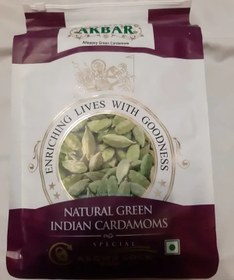 AKBAR
ENRICHING LIVES WITH GOODNESS
NATURAL GREEN
INDIAN CARDAMOMS
SPECIAL